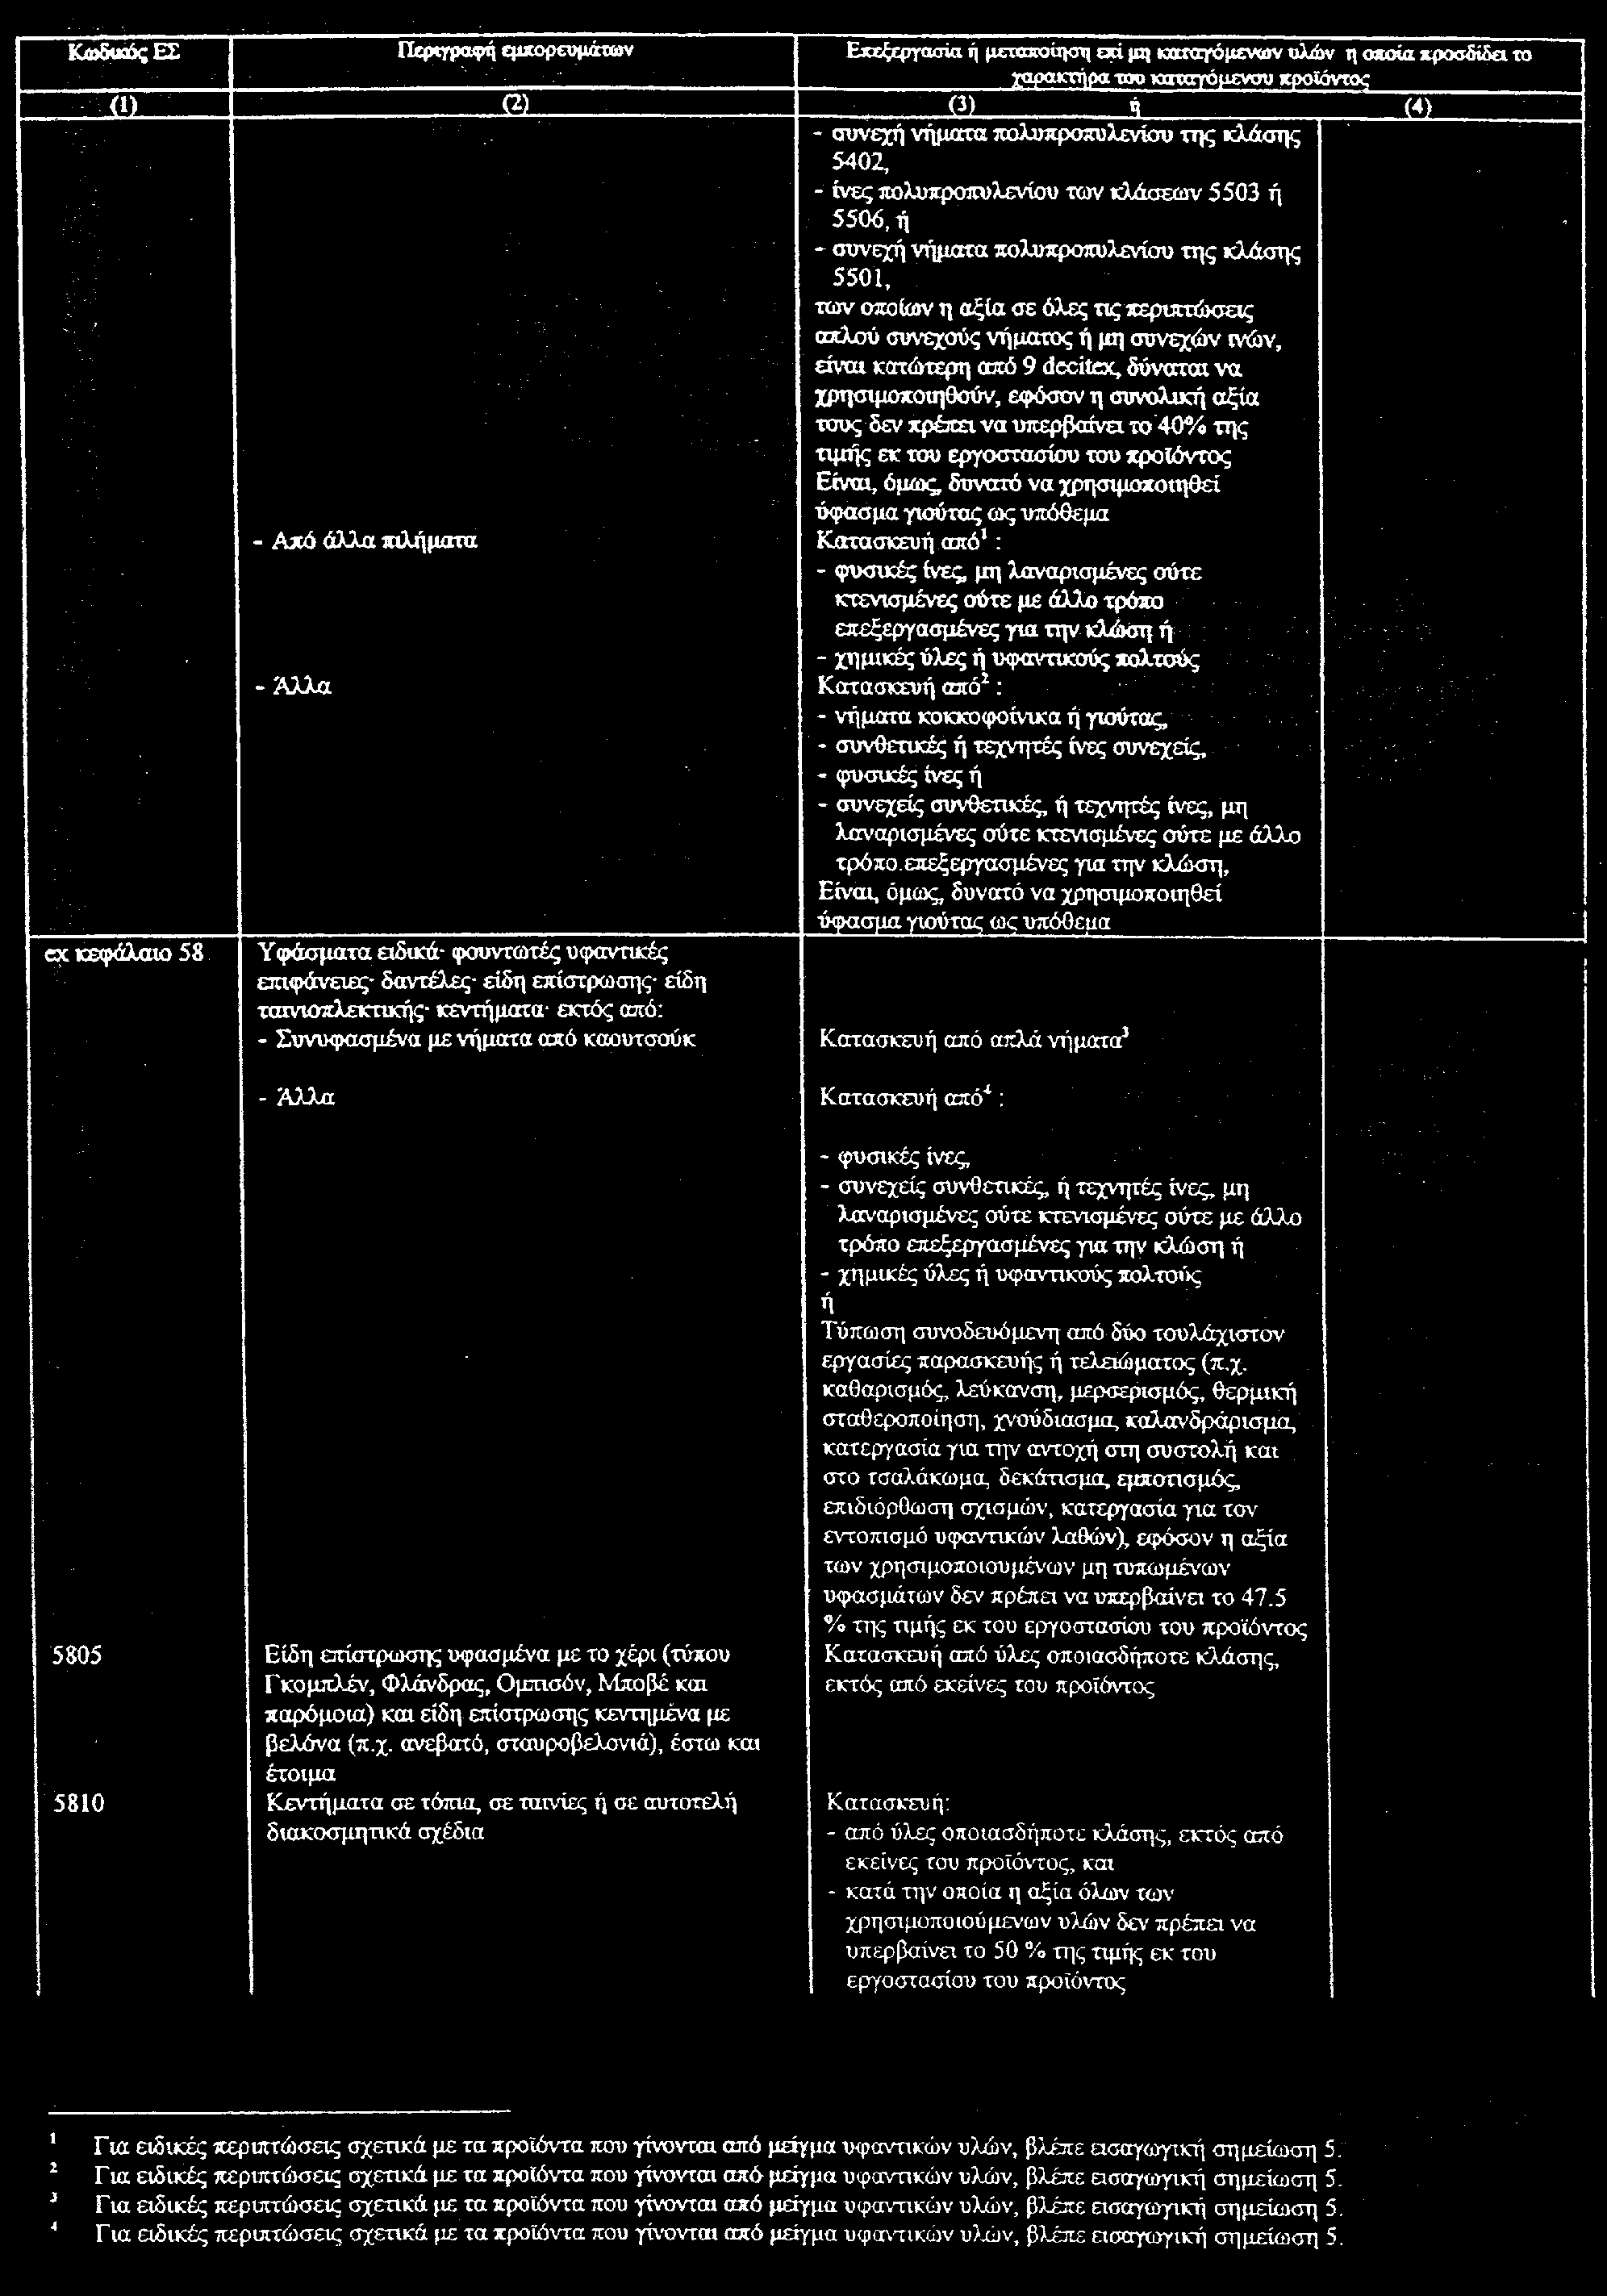 Κωδικός ΕΣ
Περιγραφή εμπορευμάτων
Επεξεργασία ή μεταποίηση επί μη καταγόμενων υλών η οποία προσδίδει το
χαρακτήρα του καταγόμενου προϊόντος
(1)
(2)
(3) ή (4)
- συνεχή νήματα πολυπροπυλενίου της κλάσης
5402,
- ίνες πολυπροπυλενίου των κλάσεων 5503 ή
5506, ή
- συνεχή νήματα πολυπροπυλενίου της κλάσης
5501,
των οποίων η αξία σε όλες τις περιπτώσεις
απλού συνεχούς νήματος ή μη συνεχών ινών,
είναι κατώτερη από 9 decitex, δύναται να
χρησιμοποιηθούν, εφόσον η συνολική αξία
τους δεν πρέπει να υπερβαίνει το 40% της
τιμής εκ του εργοστασίου του προϊόντος
Είναι, όμως, δυνατό να χρησιμοποιηθεί
ύφασμα γιούτας ως υπόθεμα
- Από άλλα πιλήματα
Κατασκευή από¹ :
- φυσικές ίνες, μη λαναρισμένες ούτε
κτενισμένες ούτε με άλλο τρόπο
επεξεργασμένες για την κλώση ή
- χημικές ύλες ή υφαντικούς πολτούς
- Άλλα
Κατασκευή από² :
- νήματα κοκκοφοίνικα ή γιούτας,
- συνθετικές ή τεχνητές ίνες συνεχείς,
- φυσικές ίνες ή
- συνεχείς συνθετικές, ή τεχνητές ίνες, μη
λαναρισμένες ούτε κτενισμένες ούτε με άλλο
τρόπο.επεξεργασμένες για την κλώση,
Είναι, όμως, δυνατό να χρησιμοποιηθεί
ύφασμα γιούτας ως υπόθεμα
ex κεφάλαιο 58
Υφάσματα ειδικά· φουντωτές υφαντικές
επιφάνειες· δαντέλες· είδη επίστρωσης· είδη
ταινιοπλεκτικής· κεντήματα· εκτός από:
- Συνυφασμένα με νήματα από καουτσούκ
Κατασκευή από απλά νήματα³
- Άλλα
Κατασκευή από⁴ :
- φυσικές ίνες,
- συνεχείς συνθετικές, ή τεχνητές ίνες, μη
λαναρισμένες ούτε κτενισμένες ούτε με άλλο
τρόπο επεξεργασμένες για την κλώση ή
- χημικές ύλες ή υφαντικούς πολτούς
ή
Τύπωση συνοδευόμενη από δύο τουλάχιστον
εργασίες παρασκευής ή τελειώματος (π.χ.
καθαρισμός, λεύκανση, μερσερισμός, θερμική
σταθεροποίηση, χνούδιασμα, καλανδράρισμα,
κατεργασία για την αντοχή στη συστολή και
στο τσαλάκωμα, δεκάτισμα, εμποτισμός,
επιδιόρθωση σχισμών, κατεργασία για τον
εντοπισμό υφαντικών λαθών), εφόσον η αξία
των χρησιμοποιουμένων μη τυπωμένων
υφασμάτων δεν πρέπει να υπερβαίνει το 47.5
% της τιμής εκ του εργοστασίου του προϊόντος
5805
Είδη επίστρωσης υφασμένα με το χέρι (τύπου
Γκομπλέν, Φλάνδρας, Ομπισόν, Μποβέ και
παρόμοια) και είδη επίστρωσης κεντημένα με
βελόνα (π.χ. ανεβατό, σταυροβελονιά), έστω και
έτοιμα
Κατασκευή από ύλες οποιασδήποτε κλάσης,
εκτός από εκείνες του προϊόντος
5810
Κεντήματα σε τόπια, σε ταινίες ή σε αυτοτελή
διακοσμητικά σχέδια
Κατασκευή:
- από ύλες οποιασδήποτε κλάσης, εκτός από
εκείνες του προϊόντος, και
- κατά την οποία η αξία όλων των
χρησιμοποιούμενων υλών δεν πρέπει να
υπερβαίνει το 50 % της τιμής εκ του
εργοστασίου του προϊόντος
¹ Για ειδικές περιπτώσεις σχετικά με τα προϊόντα που γίνονται από μείγμα υφαντικών υλών, βλέπε εισαγωγική σημείωση 5.
² Για ειδικές περιπτώσεις σχετικά με τα προϊόντα που γίνονται από μείγμα υφαντικών υλών, βλέπε εισαγωγική σημείωση 5.
³ Για ειδικές περιπτώσεις σχετικά με τα προϊόντα που γίνονται από μείγμα υφαντικών υλών, βλέπε εισαγωγική σημείωση 5.
⁴ Για ειδικές περιπτώσεις σχετικά με τα προϊόντα που γίνονται από μείγμα υφαντικών υλών, βλέπε εισαγωγική σημείωση 5.